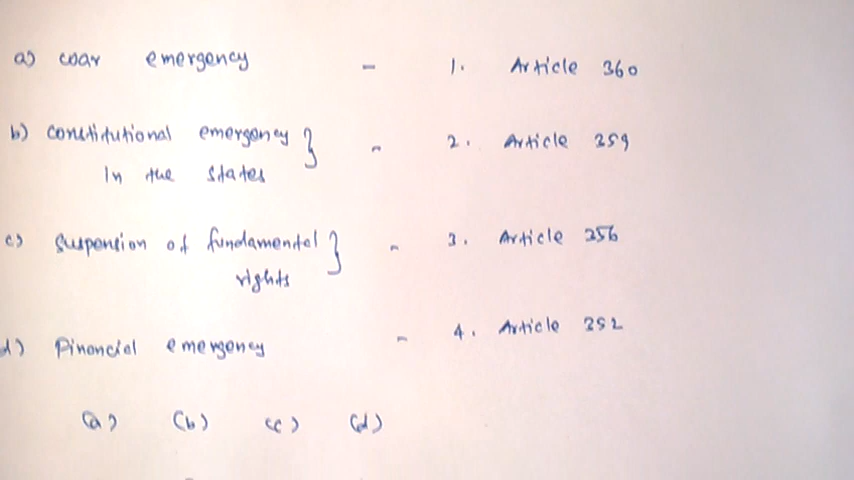 a) war emergency - 1. Article 360
b) constitutional emergency } - 2. Article 359
in the states
c) suspension of fundamental } - 3. Article 356
rights
d) Financial emergency - 4. Article 352
(a) (b) (c) (d)